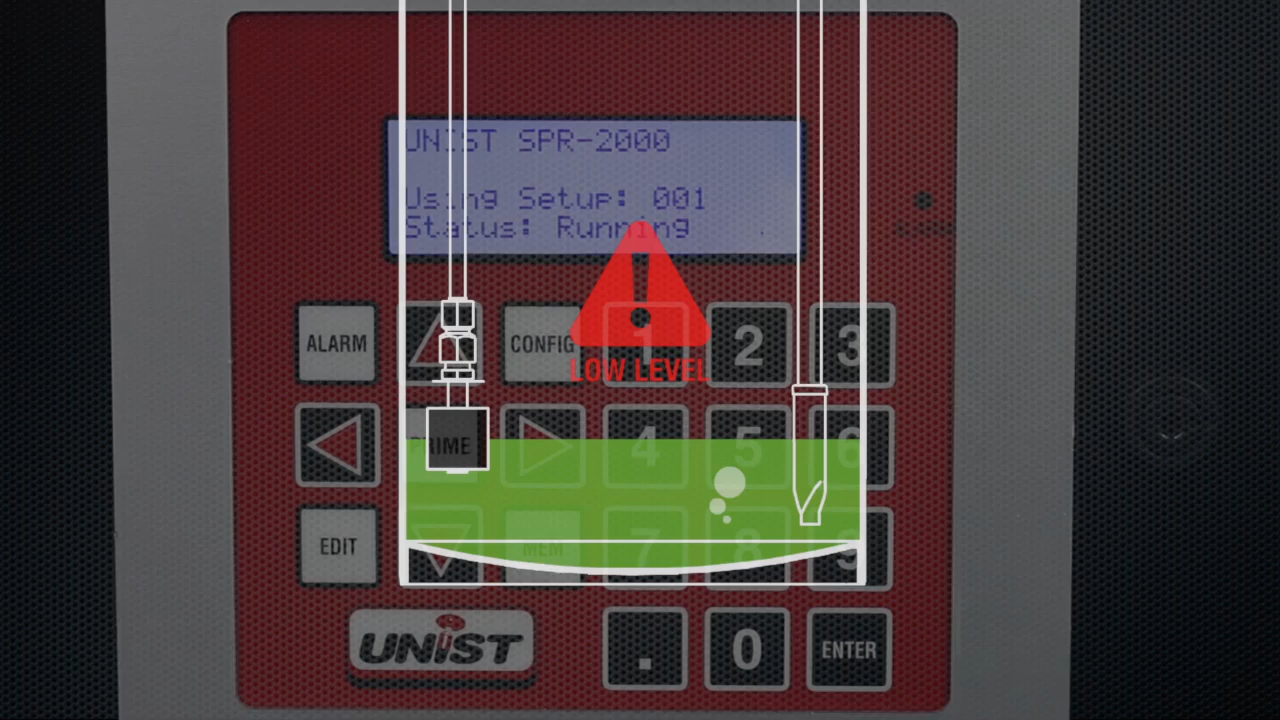 UNIST SPR-2000
Using Setup: 001
Status: Running
ALARM
CONFIG
1
2
3
LOW LEVEL
PRIME
4
5
6
EDIT
MEM
7
8
9
UNIST
.
0
ENTER